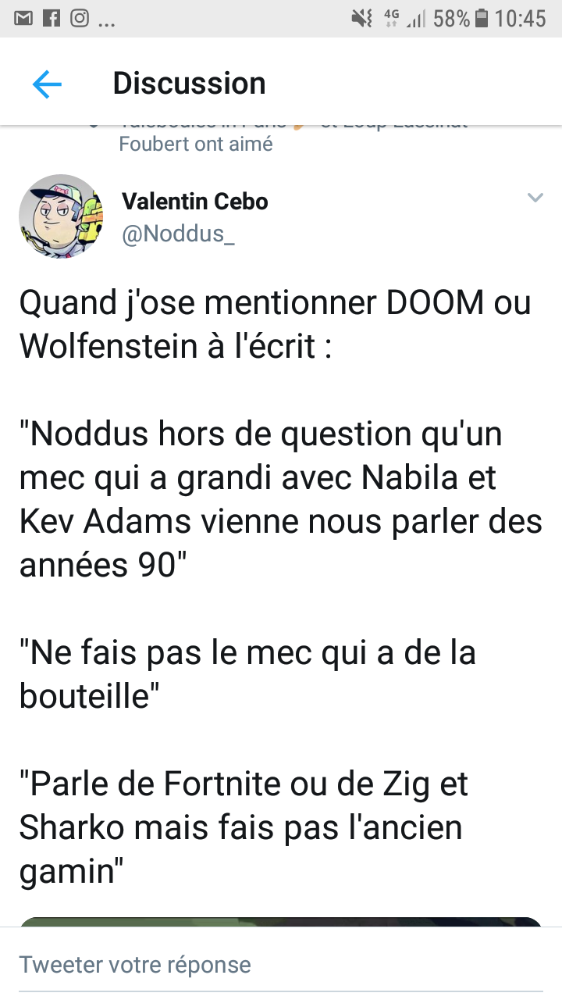 ... 4G 58% 10:45
Discussion
Foubert ont aimé
Valentin Cebo
@Noddus_
Quand j'ose mentionner DOOM ou
Wolfenstein à l'écrit :
"Noddus hors de question qu'un
mec qui a grandi avec Nabila et
Kev Adams vienne nous parler des
années 90"
"Ne fais pas le mec qui a de la
bouteille"
"Parle de Fortnite ou de Zig et
Sharko mais fais pas l'ancien
gamin"
Tweeter votre réponse